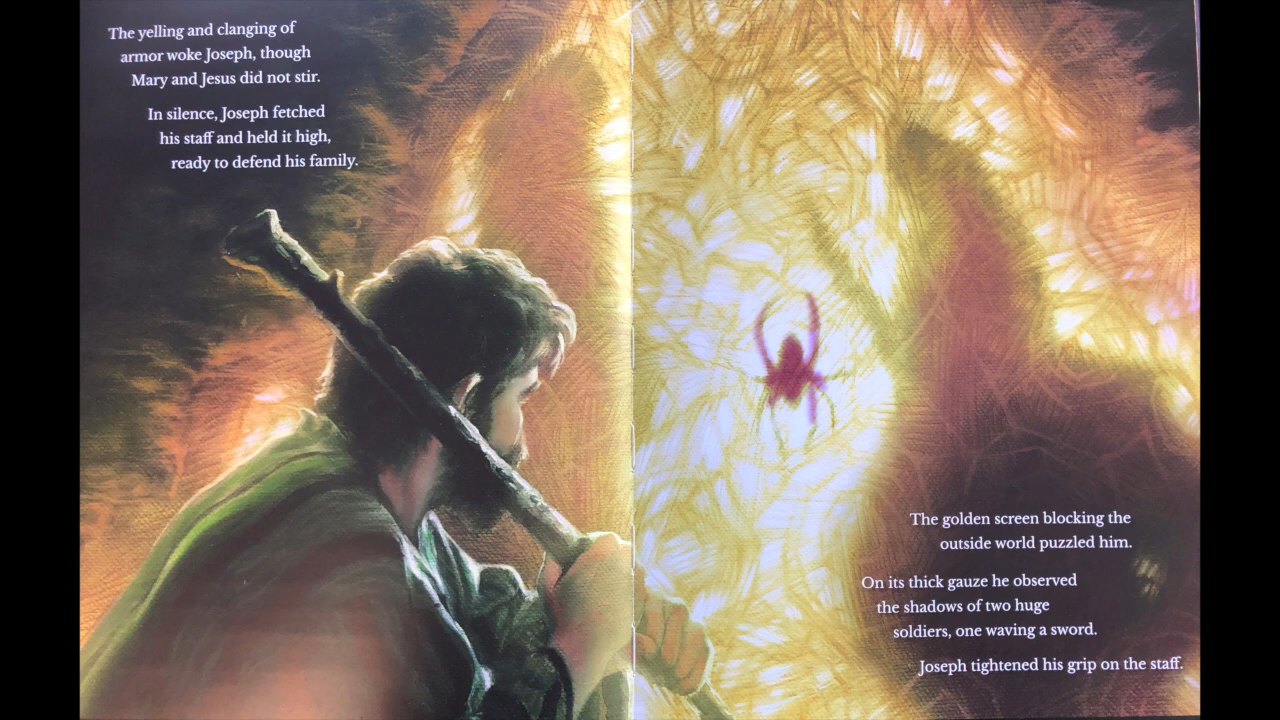 The yelling and clanging of
armor woke Joseph, though
Mary and Jesus did not stir.
In silence, Joseph fetched
his staff and held it high,
ready to defend his family.
The golden screen blocking the
outside world puzzled him.
On its thick gauze he observed
the shadows of two huge
soldiers, one waving a sword.
Joseph tightened his grip on the staff.